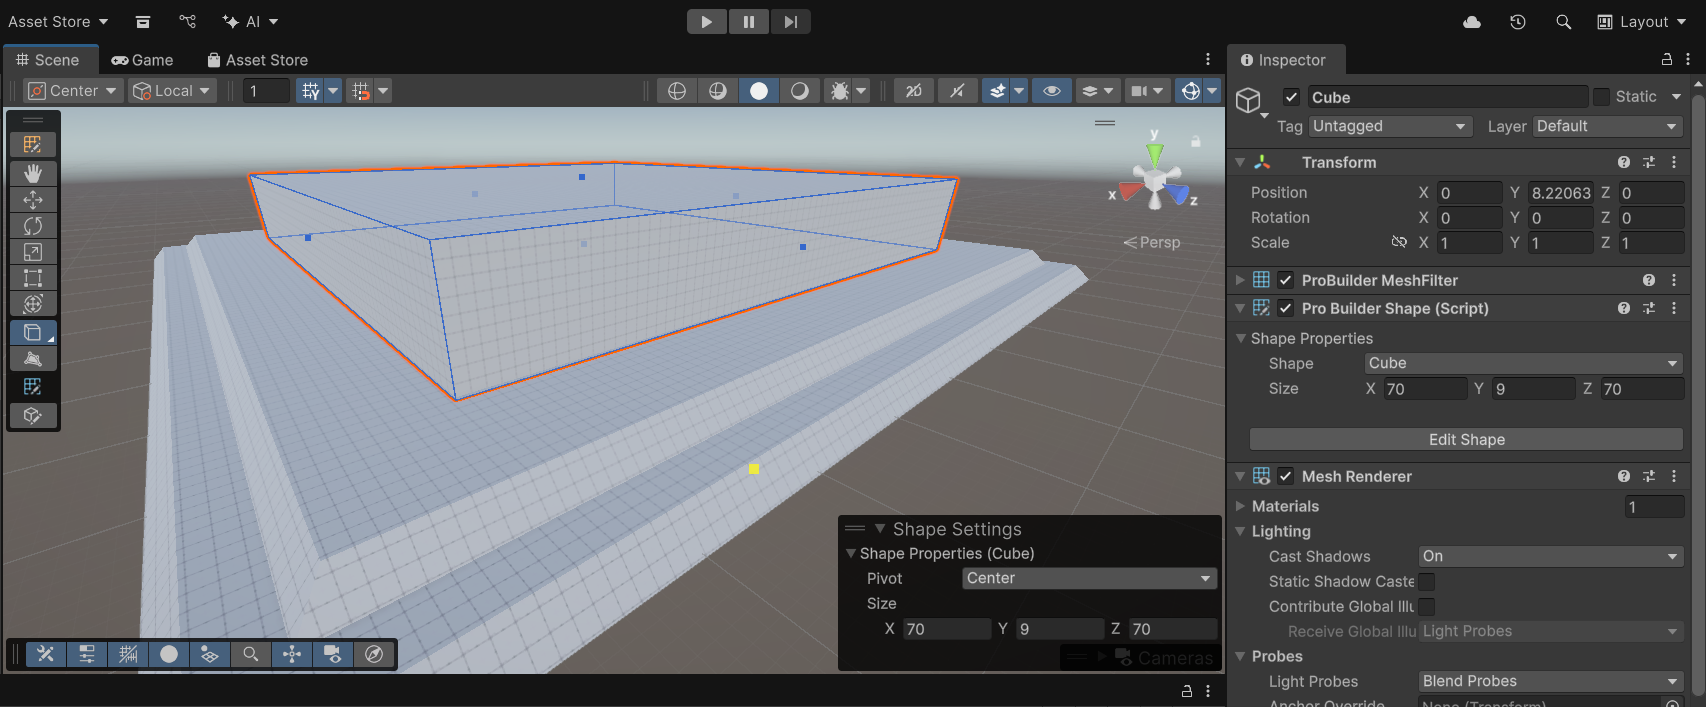 Asset Store
AI
Layout
Scene
Game
Asset Store
Inspector
Center
Local
1
2D
Cube
Static
Tag
Untagged
Layer
Default
Transform
Position
X 0 Y 8.22063 Z 0
Rotation
X 0 Y 0 Z 0
Scale
X 1 Y 1 Z 1
y
x
z
Persp
ProBuilder MeshFilter
Pro Builder Shape (Script)
Shape Properties
Shape
Cube
Size
X 70 Y 9 Z 70
Edit Shape
Mesh Renderer
Materials
1
Lighting
Cast Shadows
On
Static Shadow Caste
Contribute Global Illu
Receive Global Illu
Light Probes
Probes
Light Probes
Blend Probes
Anchor Override
None (Transform)
Shape Settings
Shape Properties (Cube)
Pivot
Center
Size
X 70 Y 9 Z 70
Cameras